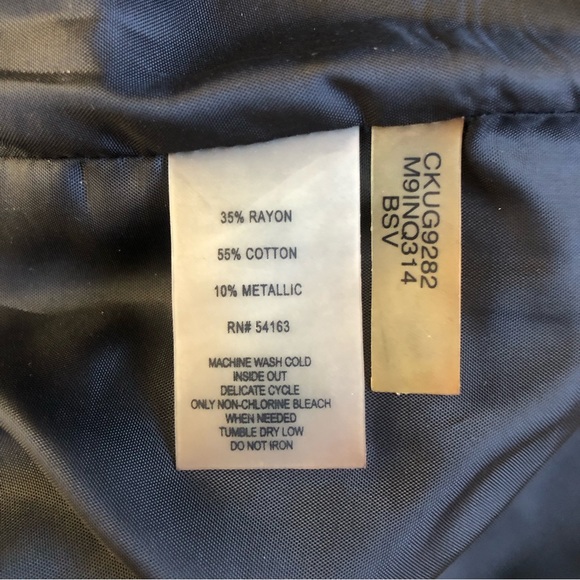 35% RAYON
55% COTTON
10% METALLIC
RN# 54163
MACHINE WASH COLD
INSIDE OUT
DELICATE CYCLE
ONLY NON-CHLORINE BLEACH
WHEN NEEDED
TUMBLE DRY LOW
DO NOT IRON
CKUG9282
M9INQ314
BSV